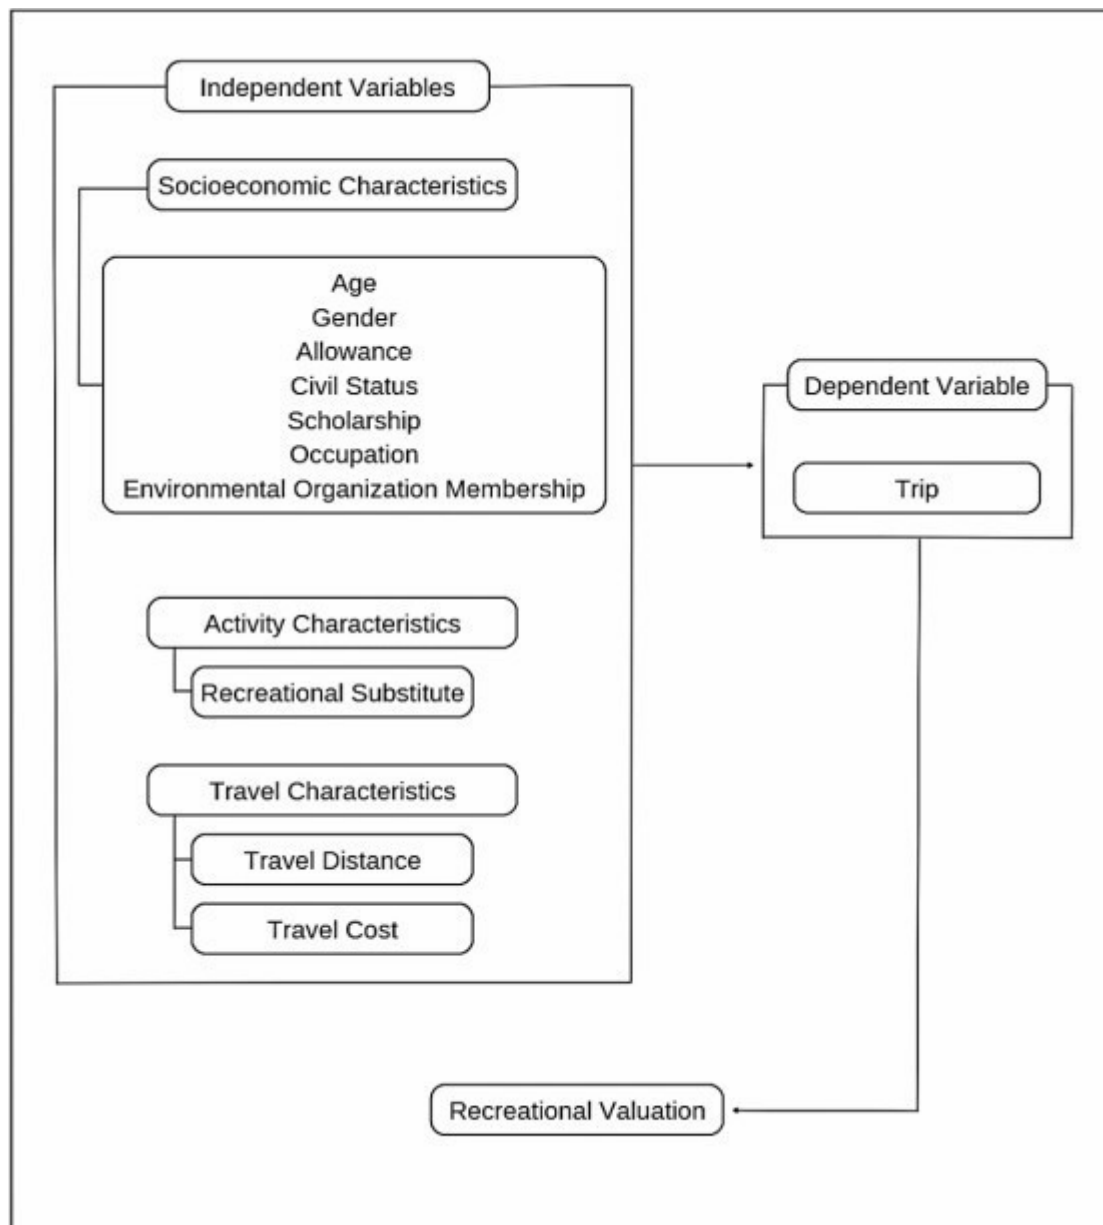 Independent Variables
Socioeconomic Characteristics
Age
Gender
Allowance
Civil Status
Scholarship
Occupation
Environmental Organization Membership
Activity Characteristics
Recreational Substitute
Travel Characteristics
Travel Distance
Travel Cost
Dependent Variable
Trip
Recreational Valuation